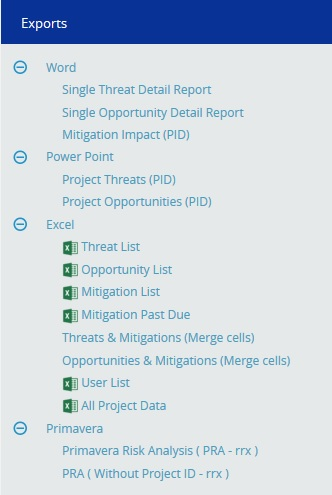 Exports
Word
Single Threat Detail Report
Single Opportunity Detail Report
Mitigation Impact (PID)
Power Point
Project Threats (PID)
Project Opportunities (PID)
Excel
Threat List
Opportunity List
Mitigation List
Mitigation Past Due
Threats & Mitigations (Merge cells)
Opportunities & Mitigations (Merge cells)
User List
All Project Data
Primavera
Primavera Risk Analysis ( PRA - rrx )
PRA ( Without Project ID - rrx )